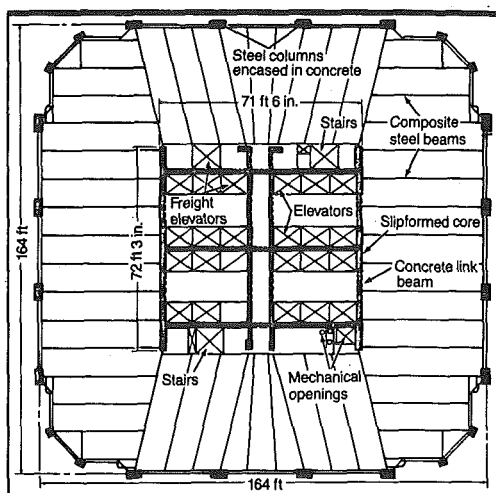 Steel columns
encased in concrete
71 ft 6 in.
Stairs
Composite
steel beams
Freight
elevators
Elevators
Slipformed core
Concrete link
beam
164 ft
72 ft 3 in.
Stairs
Mechanical
openings
164 ft